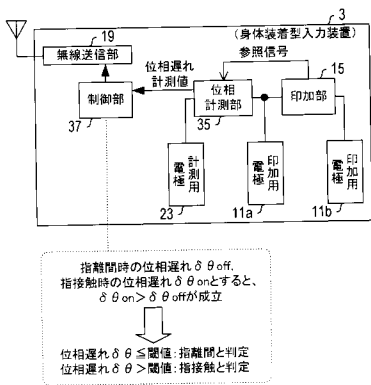 3
(身体装着型入力装置)
19
無線送信部
参照信号
位相遅れ
計測値
15
制御部
位相
計測部
印加部
37
35
計測用
電極
印加用
電極
印加用
電極
23
11a
11b
指離間時の位相遅れδθoff,
指接触時の位相遅れδθonとすると、
δθon>δθoffが成立
位相遅れδθ≦閾値:指離間と判定
位相遅れδθ>閾値:指接触と判定